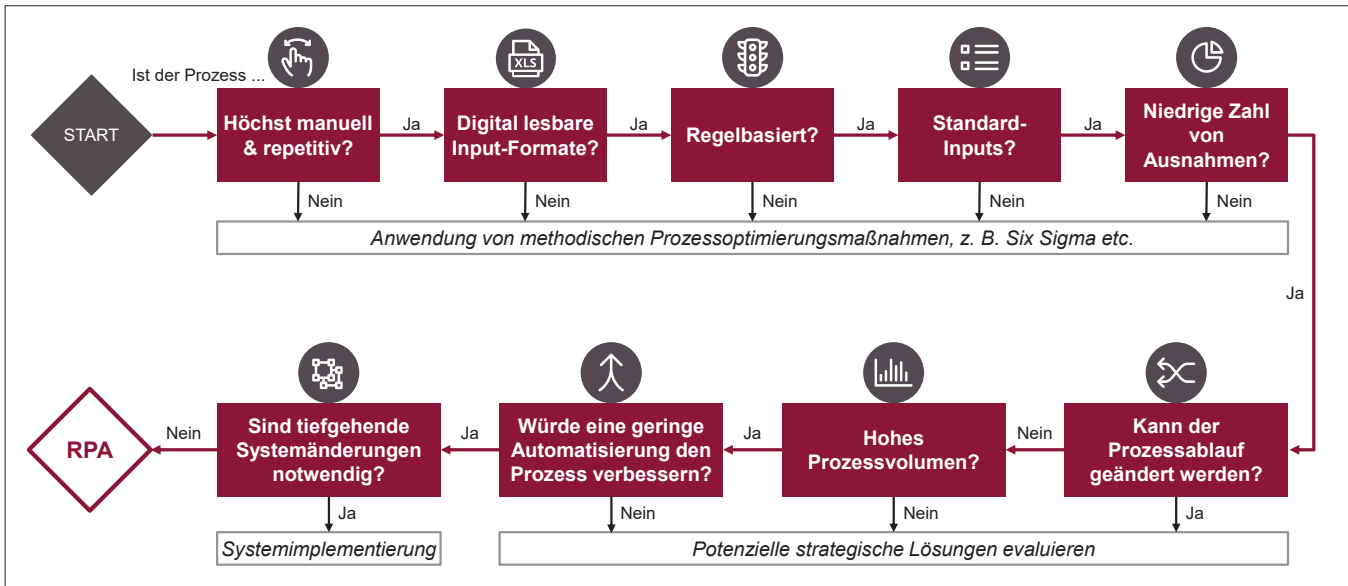 Ist der Prozess ...
XLS
START
Höchst manuell
& repetitiv?
Ja
Digital lesbare
Input-Formate?
Ja
Regelbasiert?
Ja
Standard-
Inputs?
Ja
Niedrige Zahl
von
Ausnahmen?
Nein
Nein
Nein
Nein
Nein
Anwendung von methodischen Prozessoptimierungsmaßnahmen, z. B. Six Sigma etc.
Ja
Kann der
Prozessablauf
geändert werden?
Nein
Hohes
Prozessvolumen?
Ja
Würde eine geringe
Automatisierung den
Prozess verbessern?
Ja
Sind tiefgehende
Systemänderungen
notwendig?
Nein
RPA
Ja
Nein
Nein
Ja
Systemimplementierung
Potenzielle strategische Lösungen evaluieren